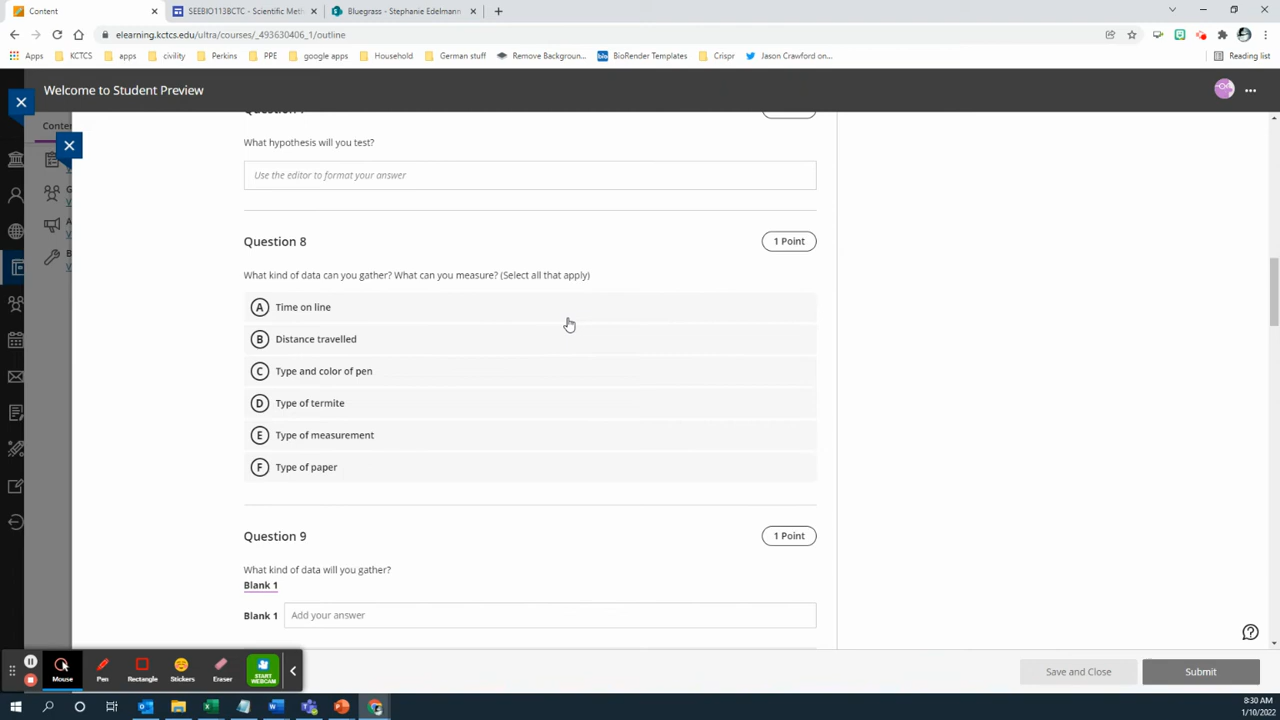 Content
SEEBIO113BCTC - Scientific Meth
Bluegrass - Stephanie Edelmann
elearning.kctcs.edu/ultra/courses/_493630406_1/outline
Apps
KCTCS
apps
civility
Perkins
PPE
google apps
Household
German stuff
Remove Backgroun...
bio
BioRender Templates
Crispr
Jason Crawford on...
Reading list
Welcome to Student Preview
What hypothesis will you test?
Use the editor to format your answer
Question 8
1 Point
What kind of data can you gather? What can you measure? (Select all that apply)
A Time on line
B Distance travelled
C Type and color of pen
D Type of termite
E Type of measurement
F Type of paper
Question 9
1 Point
What kind of data will you gather?
Blank 1
Blank 1 Add your answer
Mouse
Pen
Rectangle
Stickers
Eraser
START WEBCAM
Save and Close
Submit
8:30 AM
1/10/2022